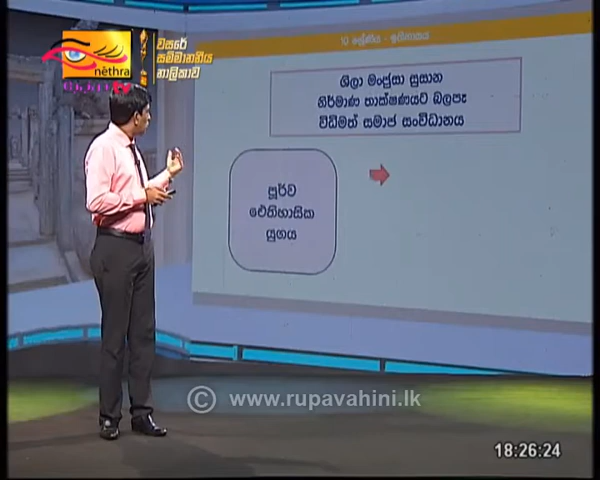 10 ශ්‍රේණිය - ඉතිහාසය
වසරේ
සම්මානනීය
නාලිකාව
nethra
tv
ශිලා මංජුසා සුසාන
නිර්මාණ තාක්ෂණයට බලපෑ
විධිමත් සමාජ සංවිධානය
පූර්ව
ඓතිහාසික
යුගය
© www.rupavahini.lk
18:26:24